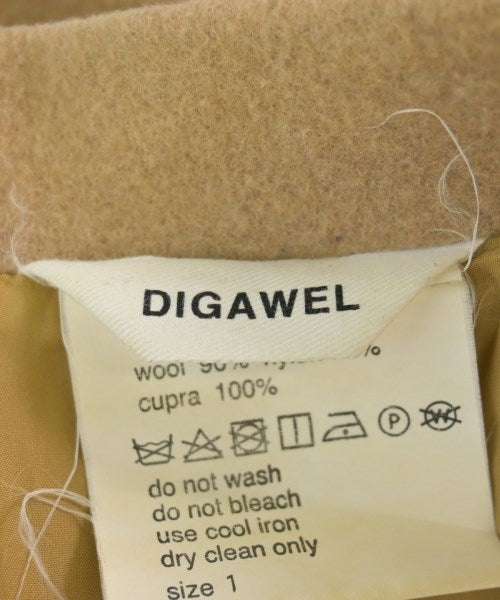 DIGAWEL
wool 90% nylon %
cupra 100%
P W
do not wash
do not bleach
use cool iron
dry clean only
size 1